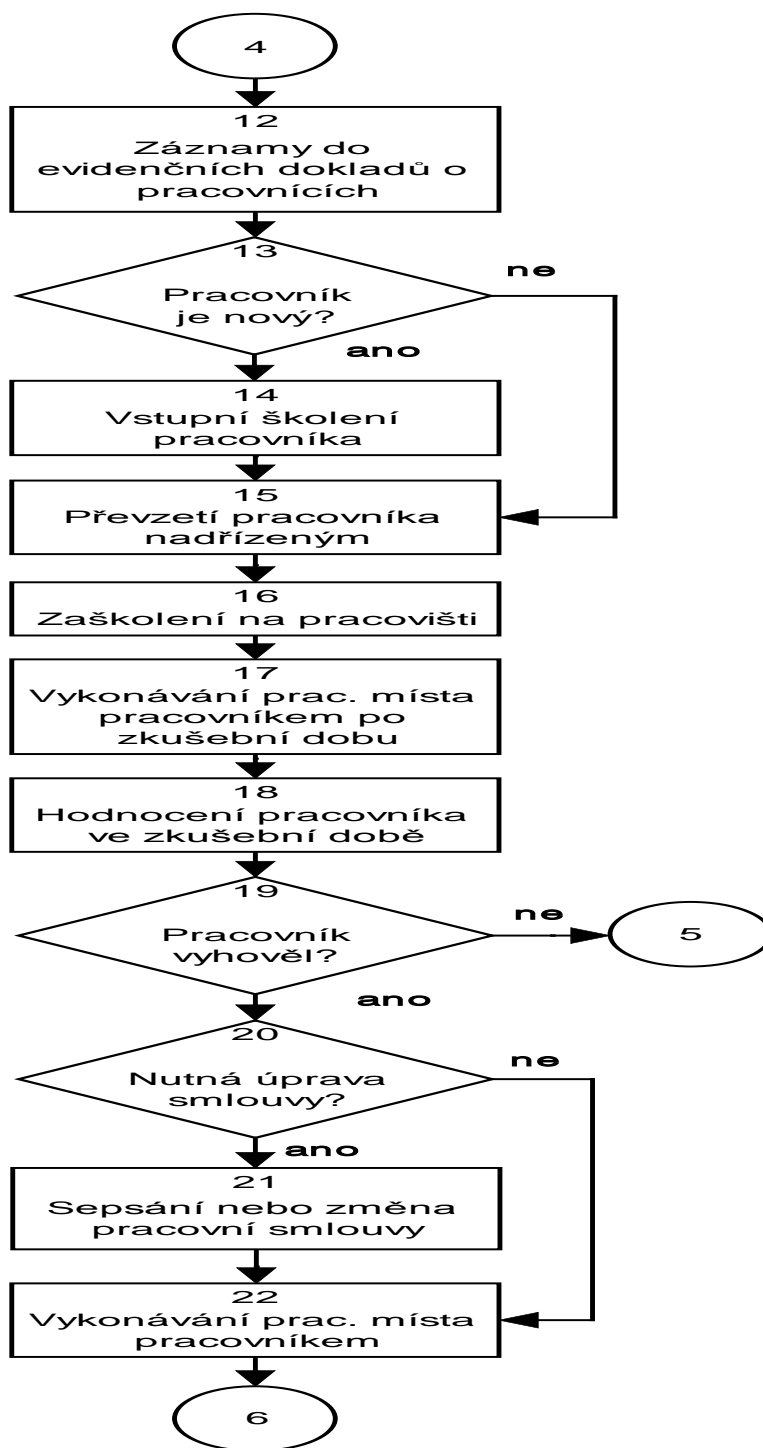 4
12
Záznamy do
evidenčních dokladů o
pracovnících
13
ne
Pracovník
je nový?
ano
14
Vstupní školení
pracovníka
15
Převzetí pracovníka
nadřízeným
16
Zaškolení na pracovišti
17
Vykonávání prac. místa
pracovníkem po
zkušební dobu
18
Hodnocení pracovníka
ve zkušební době
19
ne
Pracovník
vyhověl?
5
ano
20
ne
Nutná úprava
smlouvy?
ano
21
Sepsání nebo změna
pracovní smlouvy
22
Vykonávání prac. místa
pracovníkem
6